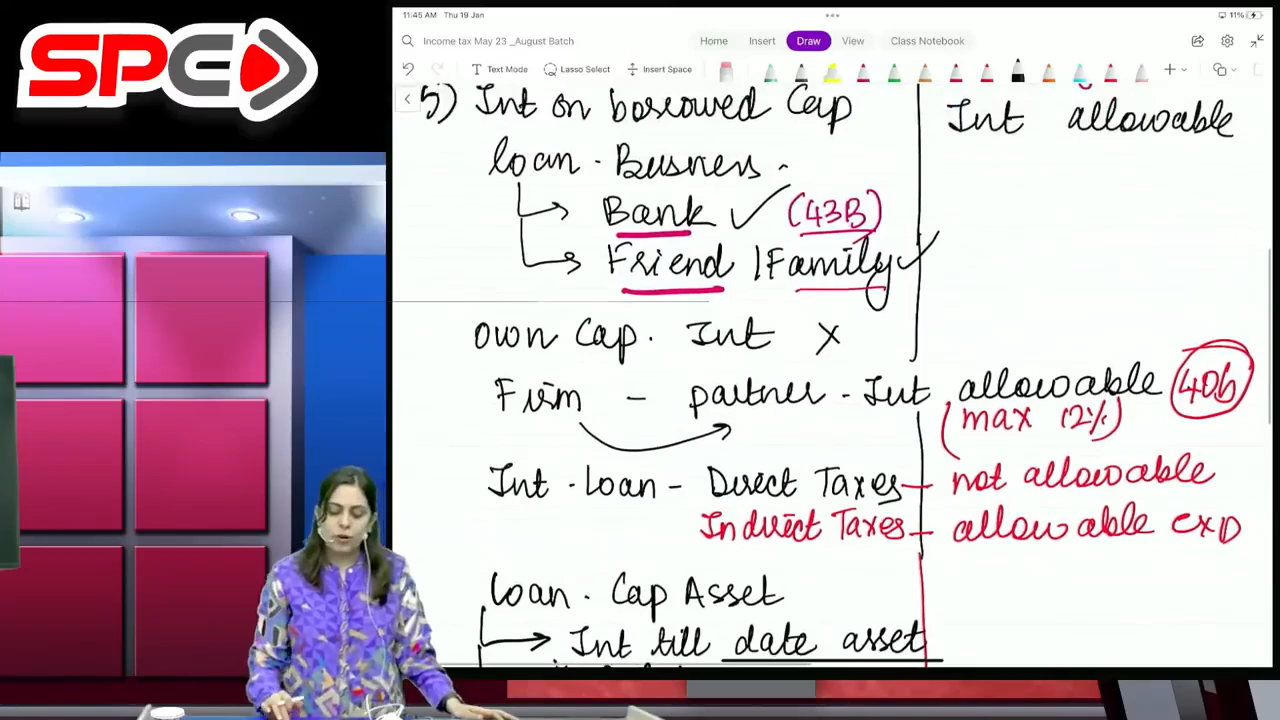 SPC
11:45 AM Thu 19 Jan
11%
Income tax May 23 _August Batch
Home Insert Draw View Class Notebook
Text Mode Lasso Select Insert Space
5) Int on borrowed Cap
Int allowable
loan - Business -
Bank ✓ (43B)
Friend | Family ✓
own Cap. Int X
Firm - partner - Int allowable 40b
(max 12%)
Int - Loan - Direct Taxes - not allowable
Indirect Taxes - allowable exp
loan - Cap Asset
Int till date asset